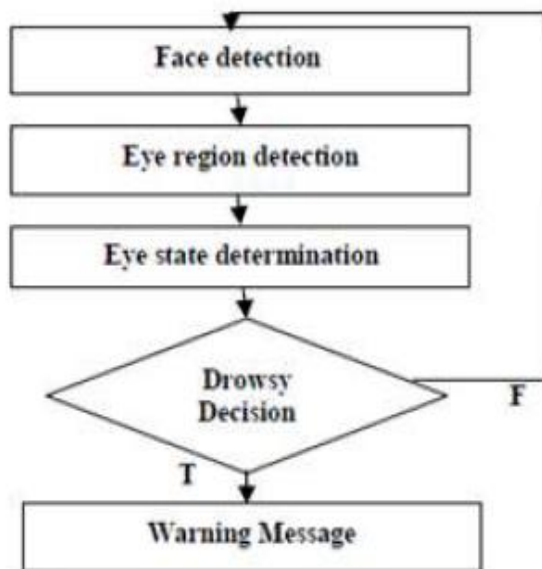 Face detection
Eye region detection
Eye state determination
Drowsy
Decision
F
T
Warning Message